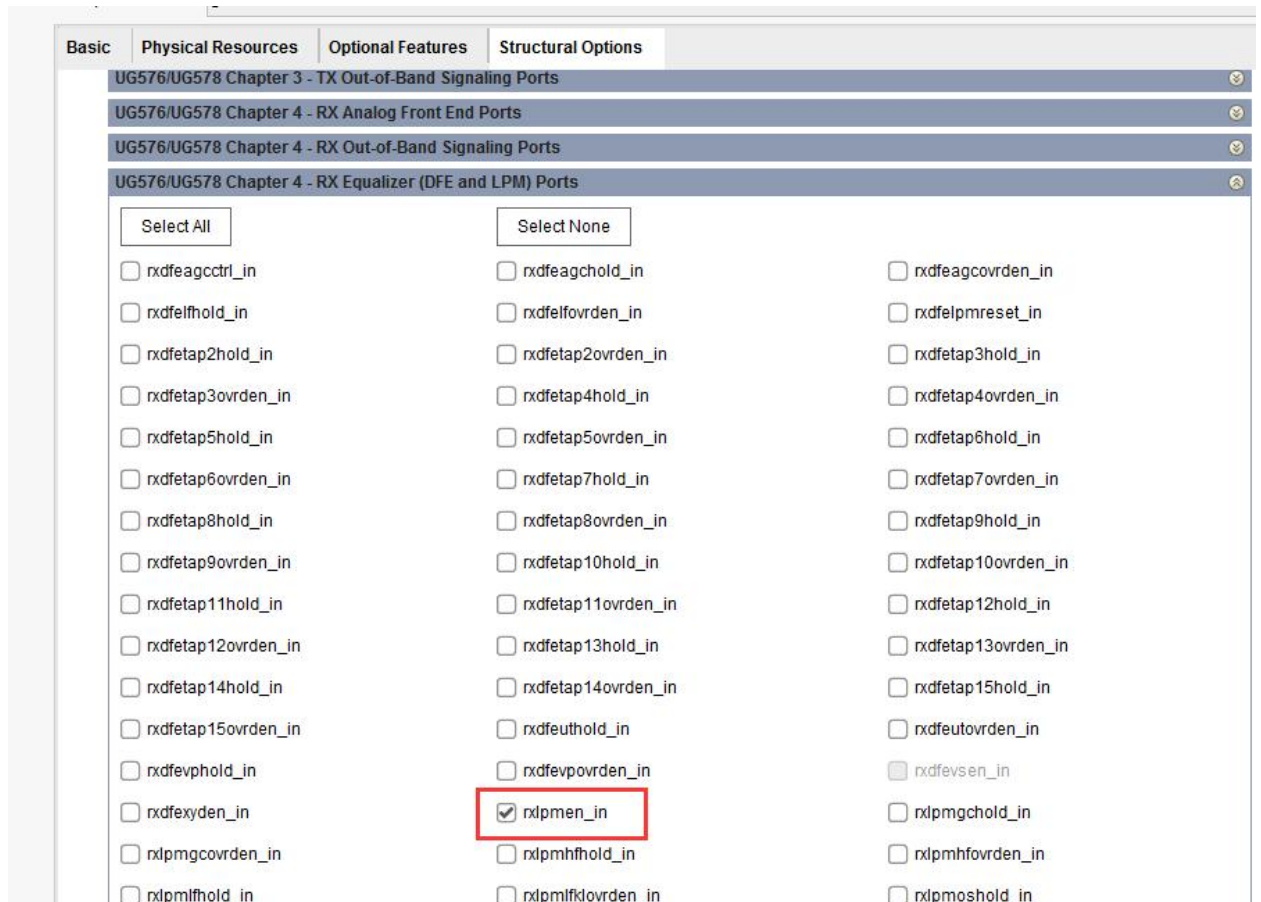 Basic Physical Resources Optional Features Structural Options
UG576/UG578 Chapter 3 - TX Out-of-Band Signaling Ports
UG576/UG578 Chapter 4 - RX Analog Front End Ports
UG576/UG578 Chapter 4 - RX Out-of-Band Signaling Ports
UG576/UG578 Chapter 4 - RX Equalizer (DFE and LPM) Ports
Select All Select None
rxdfeagcctrl_in rxdfeagchold_in rxdfeagcovrden_in
rxdfelfhold_in rxdfelfovrden_in rxdfelpmreset_in
rxdfetap2hold_in rxdfetap2ovrden_in rxdfetap3hold_in
rxdfetap3ovrden_in rxdfetap4hold_in rxdfetap4ovrden_in
rxdfetap5hold_in rxdfetap5ovrden_in rxdfetap6hold_in
rxdfetap6ovrden_in rxdfetap7hold_in rxdfetap7ovrden_in
rxdfetap8hold_in rxdfetap8ovrden_in rxdfetap9hold_in
rxdfetap9ovrden_in rxdfetap10hold_in rxdfetap10ovrden_in
rxdfetap11hold_in rxdfetap11ovrden_in rxdfetap12hold_in
rxdfetap12ovrden_in rxdfetap13hold_in rxdfetap13ovrden_in
rxdfetap14hold_in rxdfetap14ovrden_in rxdfetap15hold_in
rxdfetap15ovrden_in rxdfeuthold_in rxdfeutovrden_in
rxdfevphold_in rxdfevpovrden_in rxdfevsen_in
rxdfexyden_in rxlpmen_in rxlpmgchold_in
rxlpmgcovrden_in rxlpmhfhold_in rxlpmhfovrden_in
rxlpmlfhold_in rxlpmlfklovrden_in rxlpmoshold_in